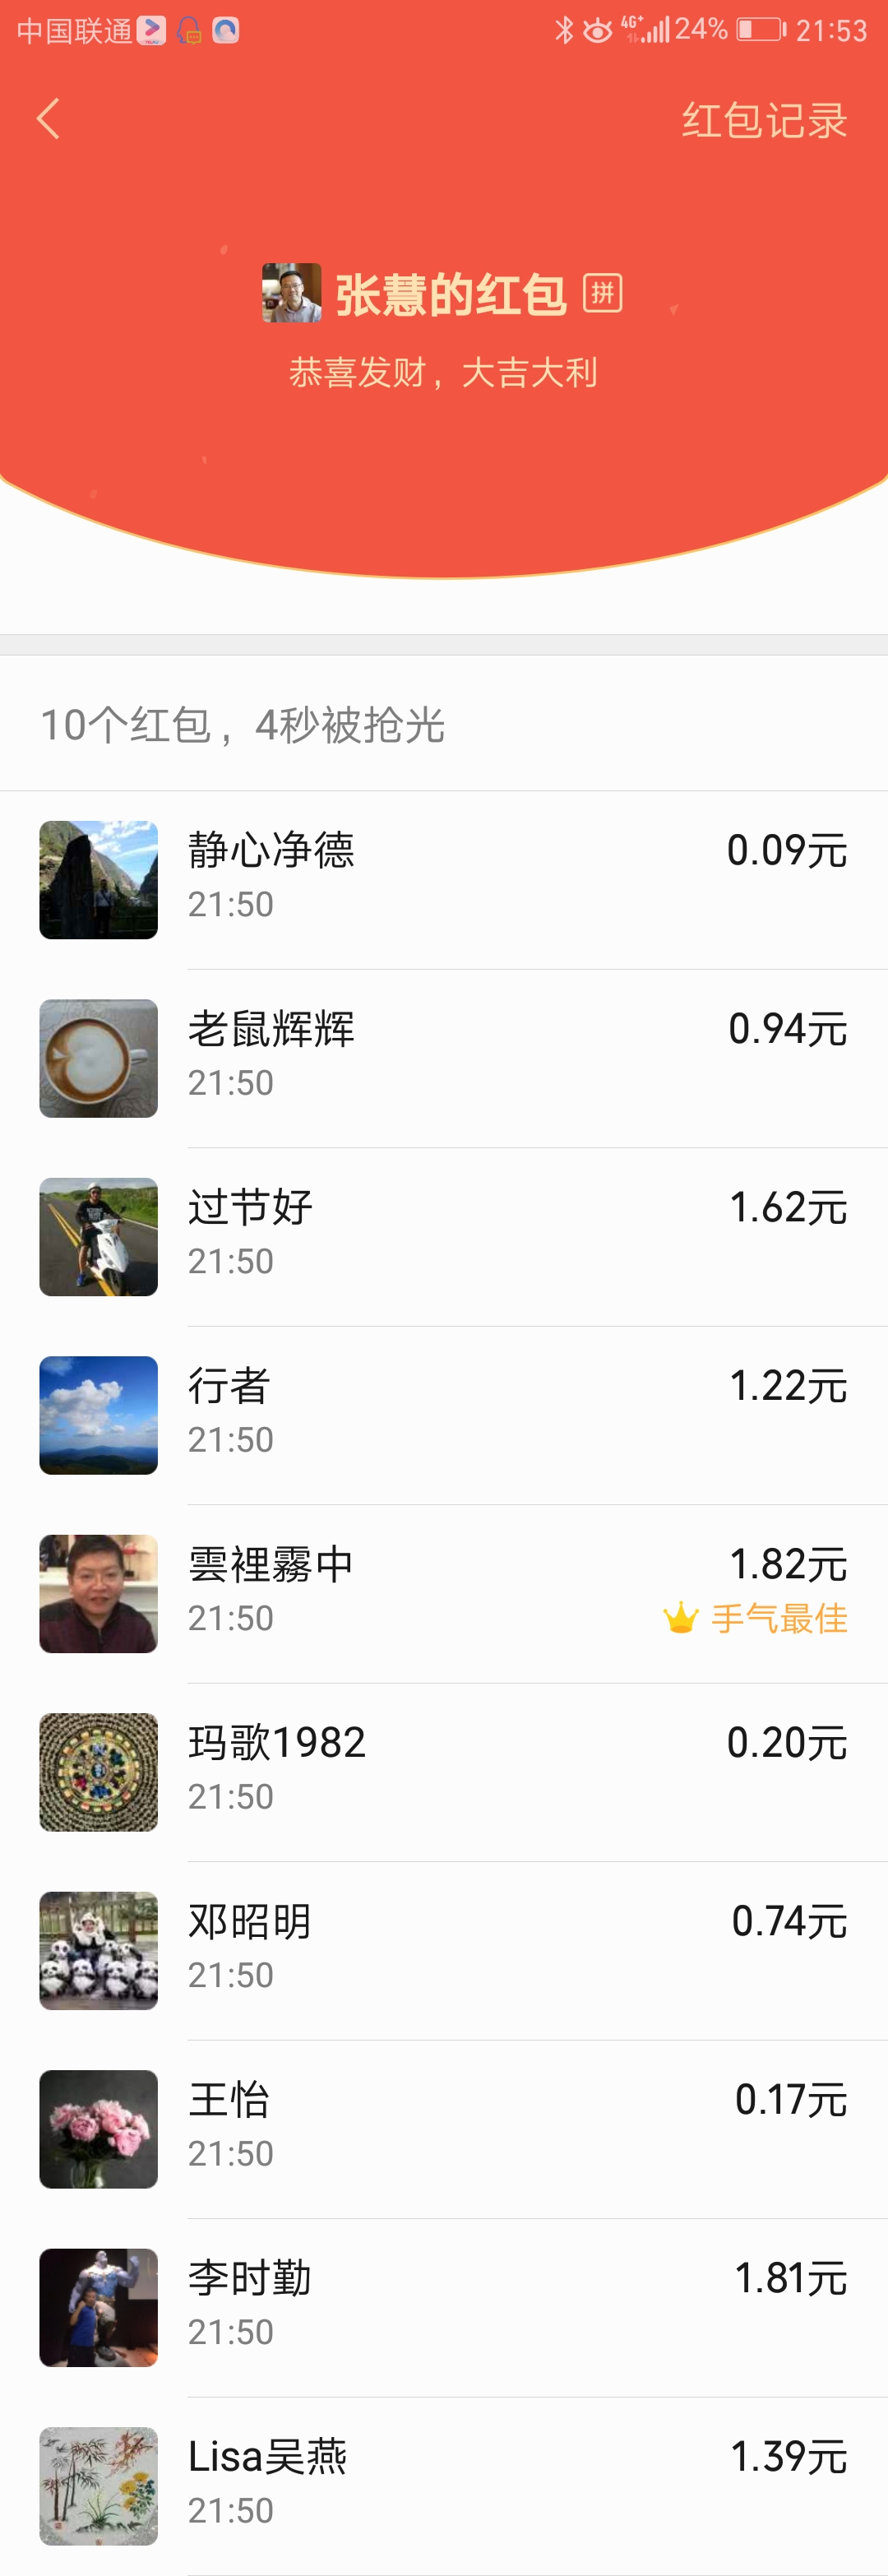 中国联通 4G+ 24% 21:53
红包记录
张慧的红包 拼
恭喜发财，大吉大利
10个红包，4秒被抢光
静心净德 0.09元
21:50
老鼠辉辉 0.94元
21:50
过节好 1.62元
21:50
行者 1.22元
21:50
雲裡霧中 1.82元
21:50 手气最佳
玛歌1982 0.20元
21:50
邓昭明 0.74元
21:50
王怡 0.17元
21:50
李时勤 1.81元
21:50
Lisa吴燕 1.39元
21:50